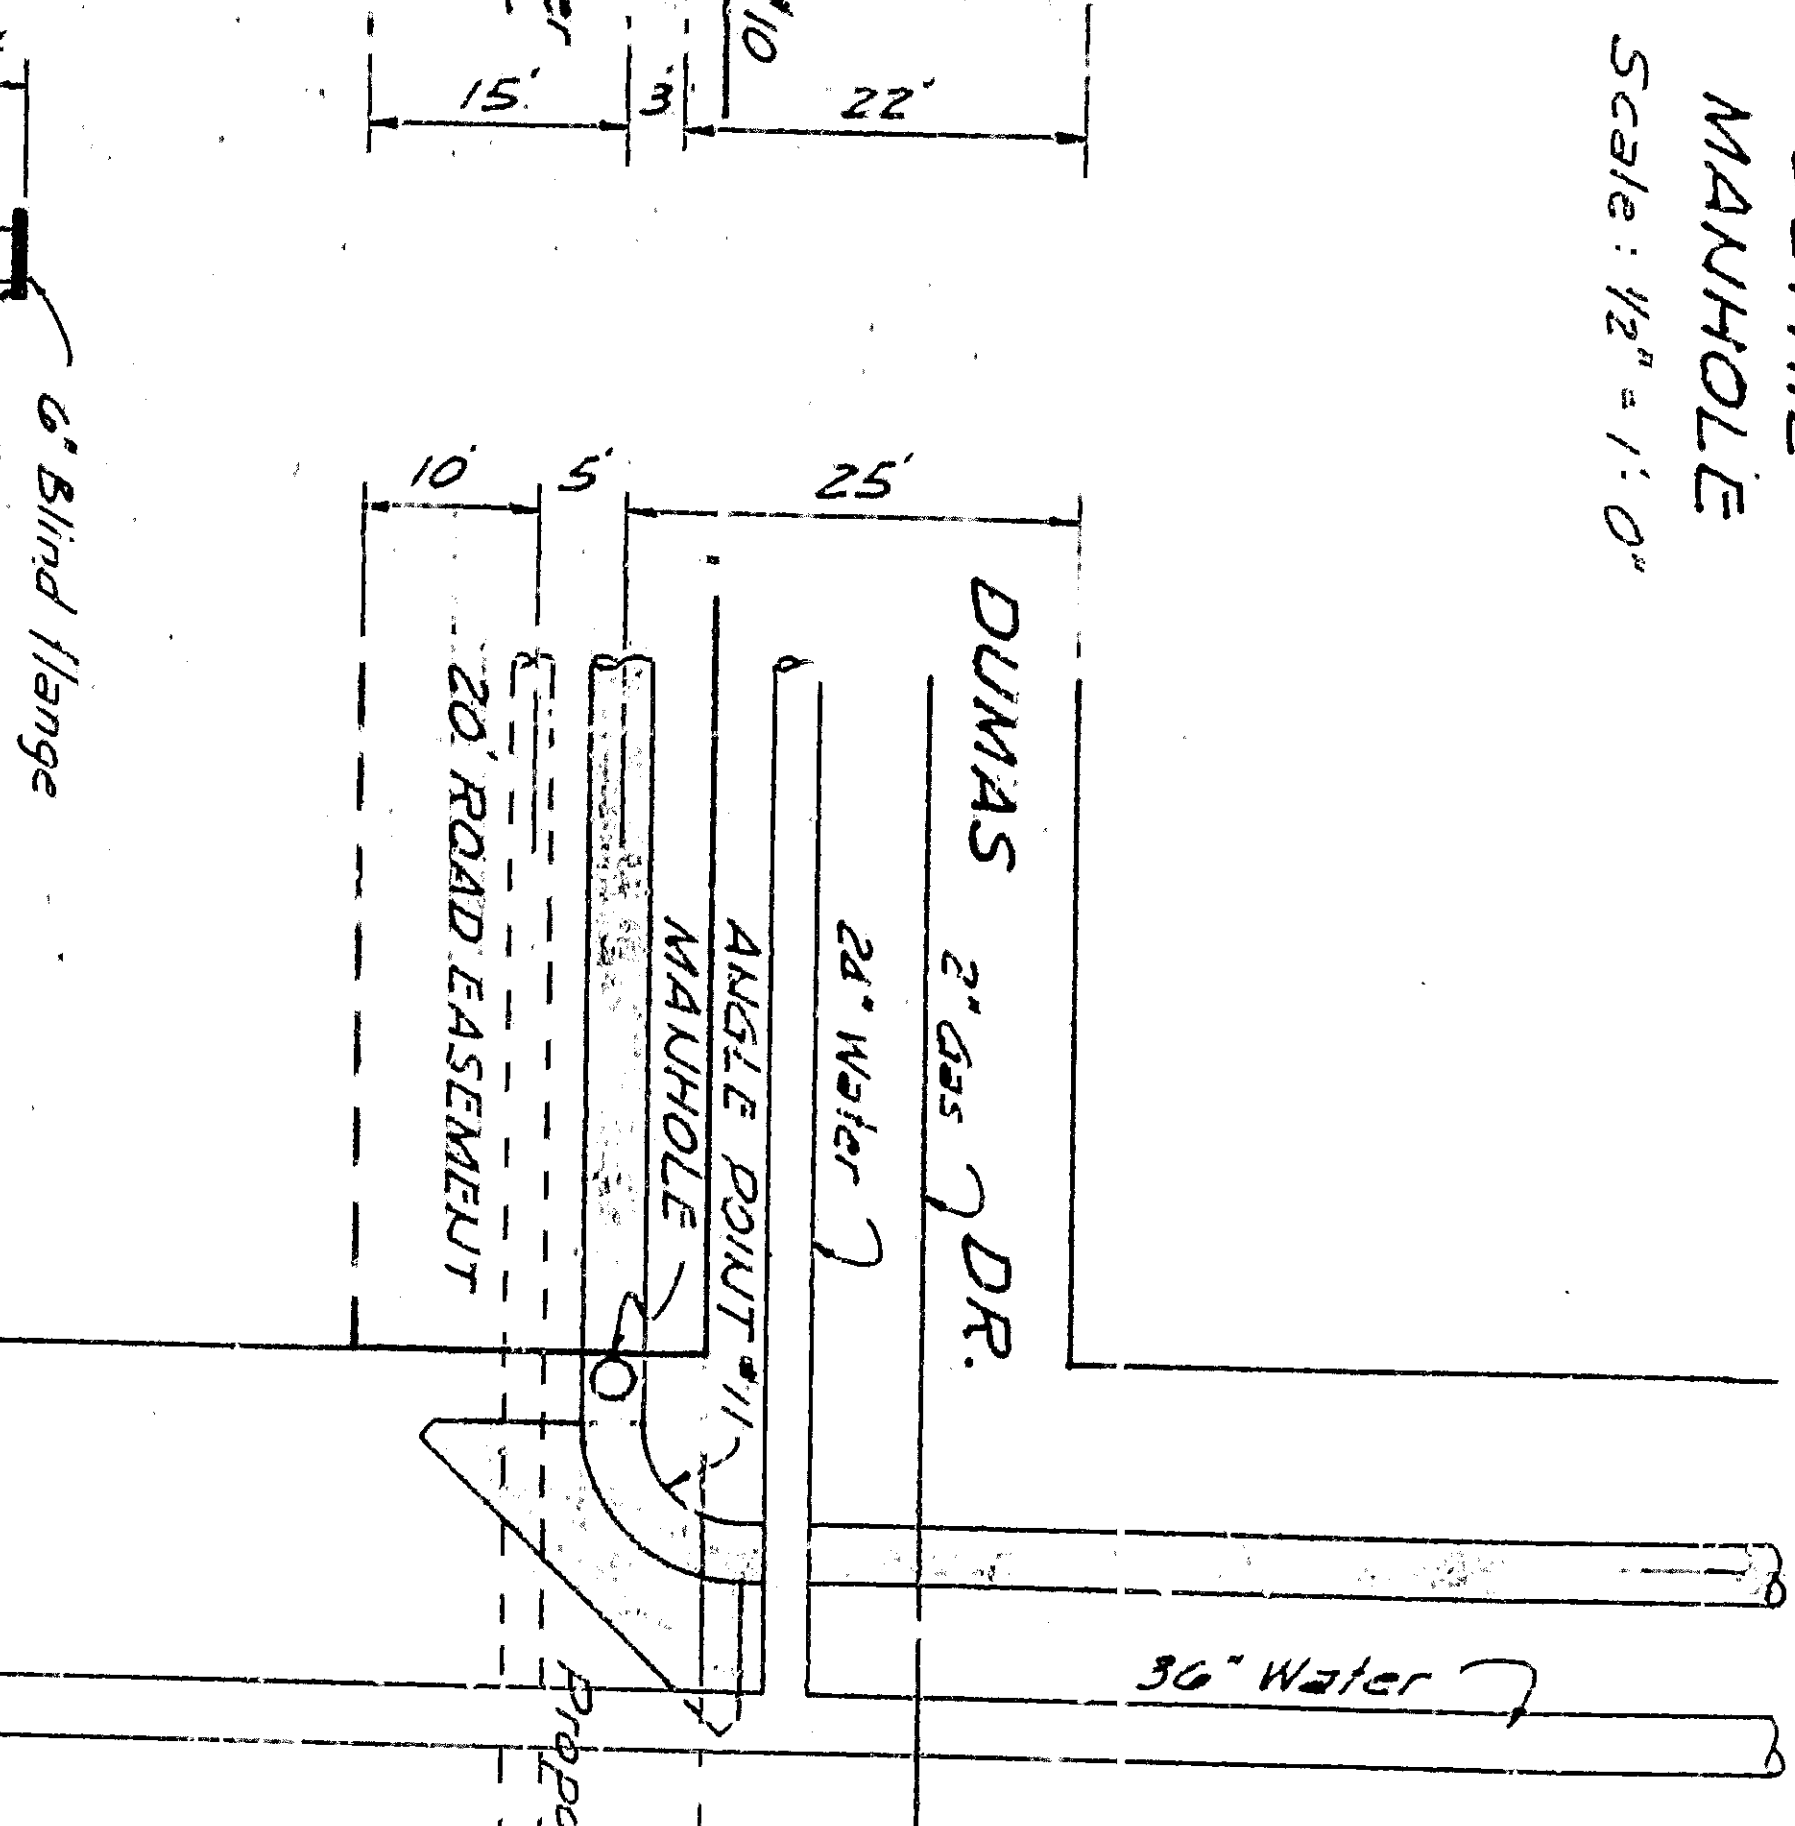 MANHOLE
Scale: 1/2" = 1'-0"
15' 3' 22'
10' 5' 25'
6" Blind flange
DUMAS DR.
2" Gas
24" Water
ANGLE POINT #11
MANHOLE
20' ROAD EASEMENT
36" Water